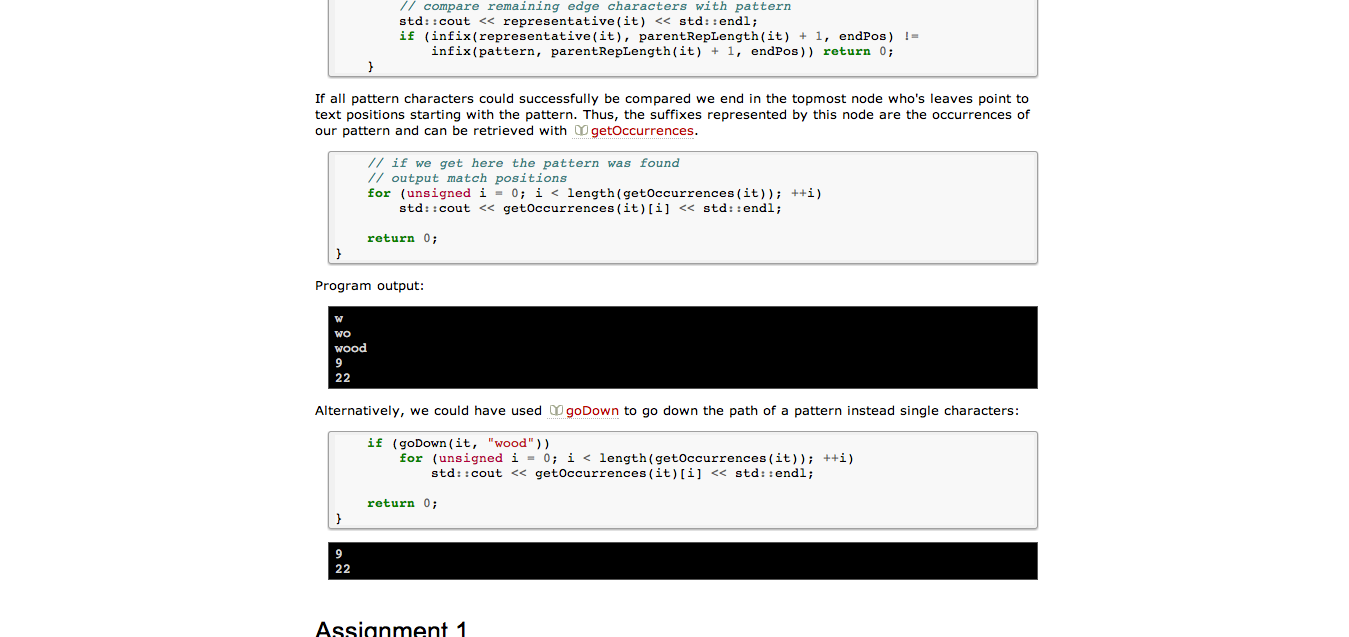 // compare remaining edge characters with pattern
std::cout << representative(it) << std::endl;
if (infix(representative(it), parentRepLength(it) + 1, endPos) !=
infix(pattern, parentRepLength(it) + 1, endPos)) return 0;
}
If all pattern characters could successfully be compared we end in the topmost node who's leaves point to
text positions starting with the pattern. Thus, the suffixes represented by this node are the occurrences of
our pattern and can be retrieved with getOccurrences.
// if we get here the pattern was found
// output match positions
for (unsigned i = 0; i < length(getOccurrences(it)); ++i)
std::cout << getOccurrences(it)[i] << std::endl;
return 0;
}
Program output:
w
wo
wood
9
22
Alternatively, we could have used goDown to go down the path of a pattern instead single characters:
if (goDown(it, "wood"))
for (unsigned i = 0; i < length(getOccurrences(it)); ++i)
std::cout << getOccurrences(it)[i] << std::endl;
return 0;
}
9
22
Assignment 1